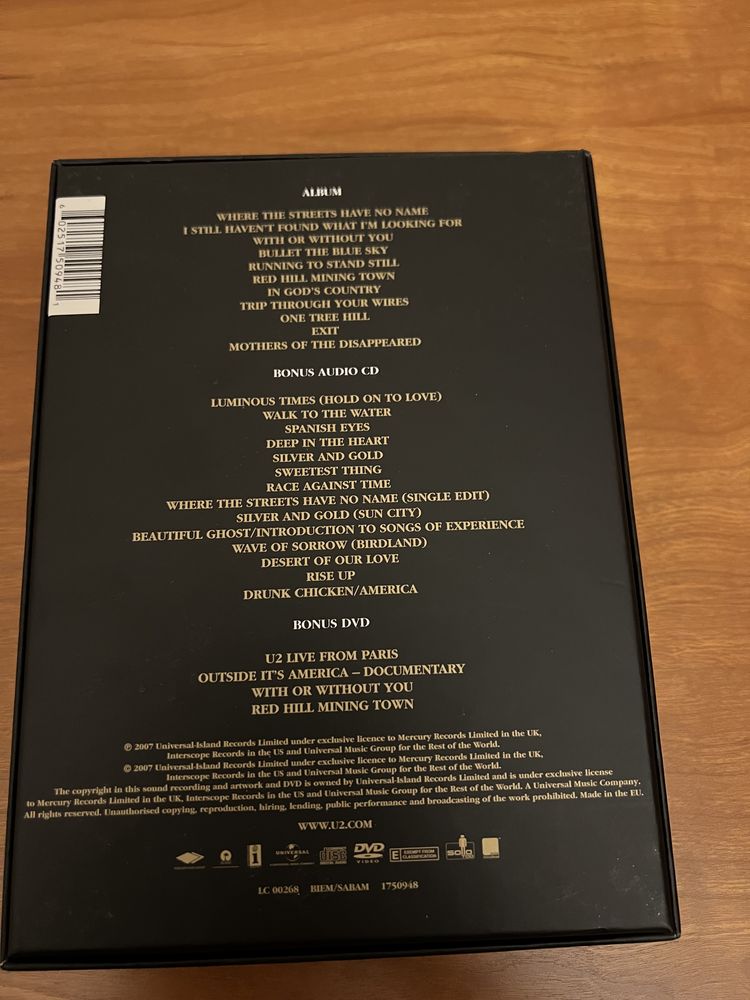 ALBUM
WHERE THE STREETS HAVE NO NAME
I STILL HAVEN'T FOUND WHAT I'M LOOKING FOR
WITH OR WITHOUT YOU
BULLET THE BLUE SKY
RUNNING TO STAND STILL
RED HILL MINING TOWN
IN GOD'S COUNTRY
TRIP THROUGH YOUR WIRES
ONE TREE HILL
EXIT
MOTHERS OF THE DISAPPEARED
6 02517 50948 1
BONUS AUDIO CD
LUMINOUS TIMES (HOLD ON TO LOVE)
WALK TO THE WATER
SPANISH EYES
DEEP IN THE HEART
SILVER AND GOLD
SWEETEST THING
RACE AGAINST TIME
WHERE THE STREETS HAVE NO NAME (SINGLE EDIT)
SILVER AND GOLD (SUN CITY)
BEAUTIFUL GHOST/INTRODUCTION TO SONGS OF EXPERIENCE
WAVE OF SORROW (BIRDLAND)
DESERT OF OUR LOVE
RISE UP
DRUNK CHICKEN/AMERICA
BONUS DVD
U2 LIVE FROM PARIS
OUTSIDE IT'S AMERICA – DOCUMENTARY
WITH OR WITHOUT YOU
RED HILL MINING TOWN
℗ 2007 Universal-Island Records Limited under exclusive licence to Mercury Records Limited in the UK,
Interscope Records in the US and Universal Music Group for the Rest of the World.
© 2007 Universal-Island Records Limited under exclusive licence to Mercury Records Limited in the UK,
Interscope Records in the US and Universal Music Group for the Rest of the World.
The copyright in this sound recording and artwork and DVD is owned by Universal-Island Records Limited and is under exclusive license
to Mercury Records Limited in the UK, Interscope Records in the US and Universal Music Group for the Rest of the World. A Universal Music Company.
All rights reserved. Unauthorised copying, reproduction, hiring, lending, public performance and broadcasting of the work prohibited. Made in the EU.
WWW.U2.COM
i UNIVERSAL DISC DVD VIDEO E EXEMPT FROM CLASSIFICATION
LC 00268 BIEM/SABAM 1750948